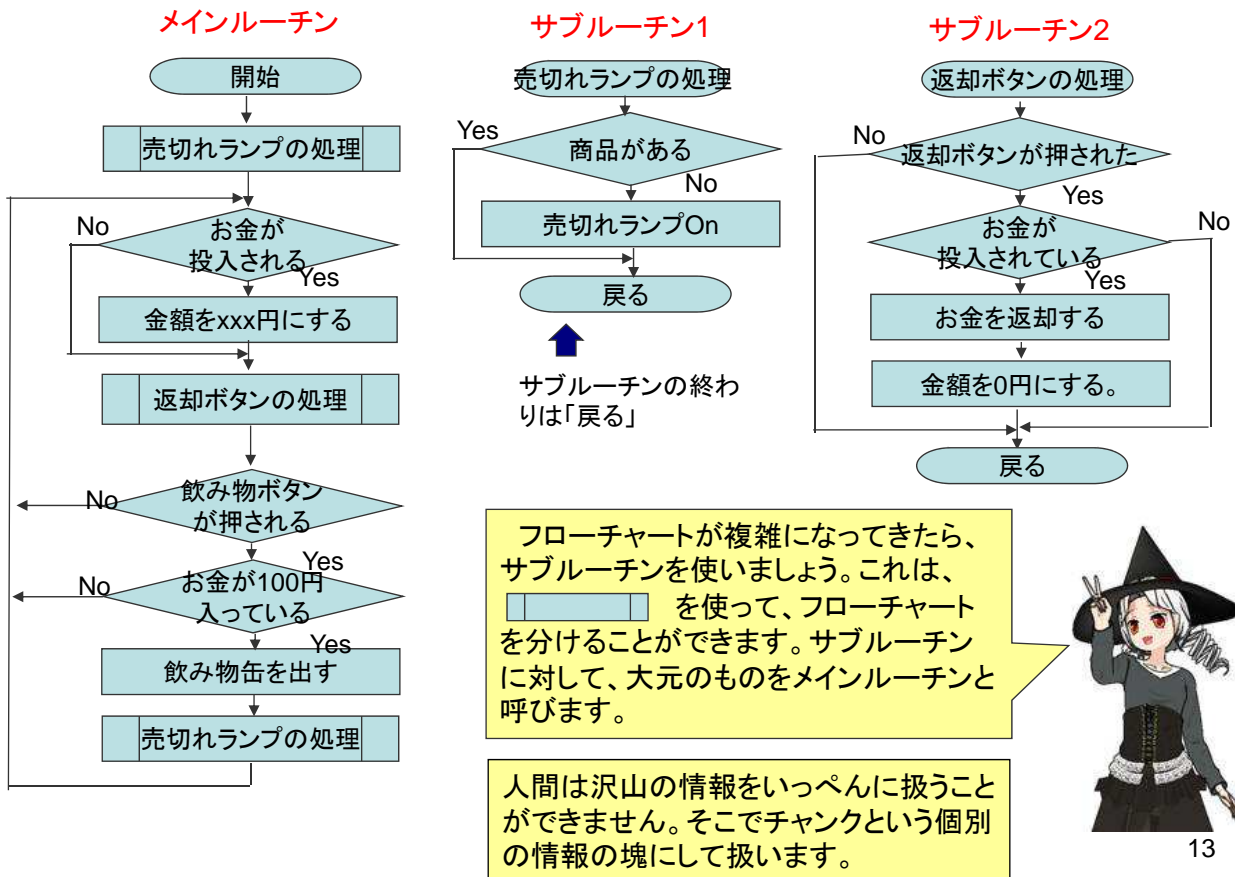 メインルーチン
開始
売切れランプの処理
No
お金が
投入される
Yes
金額をxxx円にする
返却ボタンの処理
No
飲み物ボタン
が押される
Yes
No
お金が100円
入っている
Yes
飲み物缶を出す
売切れランプの処理
サブルーチン1
売切れランプの処理
Yes
商品がある
No
売切れランプOn
戻る
サブルーチンの終わ
りは「戻る」
サブルーチン2
返却ボタンの処理
No
返却ボタンが押された
Yes
No
お金が
投入されている
Yes
お金を返却する
金額を0円にする。
戻る
フローチャートが複雑になってきたら、
サブルーチンを使いましょう。これは、
を使って、フローチャート
を分けることができます。サブルーチン
に対して、大元のものをメインルーチンと
呼びます。
人間は沢山の情報をいっぺんに扱うこと
ができません。そこでチャンクという個別
の情報の塊にして扱います。
13